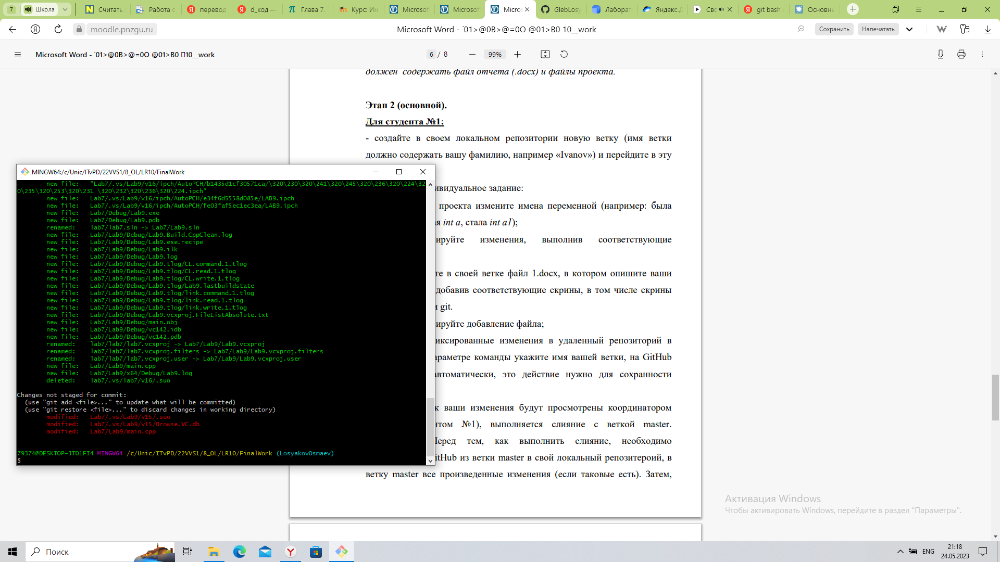 7 Школа Считать Работа с перевод d_код — Глава 7. Курс: Ин Microsof Microsof Micros GlebLosy Лаборат Яндекс.Д Сво git bash Основнь
moodle.pnzgu.ru Microsoft Word - '01>@0B>@=0O @01>B0 10__work Сохранить Напечатать
Microsoft Word - '01>@0B>@=0O @01>B0 10__work 6 / 8 99%
должен содержать файл отчета (.docx) и файлы проекта.
Этап 2 (основной).
Для студента №1:
- создайте в своем локальном репозитории новую ветку (имя ветки
должно содержать вашу фамилию, например «Ivanov») и перейдите в эту
ивидуальное задание:
проекта измените имена переменной (например: была
ая int a, стала int a1);
ируйте изменения, выполнив соответствующие
те в своей ветке файл 1.docx, в котором опишите ваши
добавив соответствующие скрины, в том числе скрины
и git.
ируйте добавление файла;
фиксированные изменения в удаленный репозиторий в
араметре команды укажите имя вашей ветки, на GitHub
автоматически, это действие нужно для сохранности
к ваши изменения будут просмотрены координатором
нтом №1), выполняется слияние с веткой master.
Перед тем, как выполнить слияние, необходимо
itHub из ветки master в свой локальный репозитероий, в
ветку master все произведенные изменения (если таковые есть). Затем,
MINGW64:/c/Unic/ITvPD/22VVS1/8_OL/LR10/FinalWork
new file: "Lab7/.vs/Lab9/v16/ipch/AutoPCH/b1435d1cf30571ca/\320\230\320\241\320\245\320\236\320\224\32
0\235\320\253\320\231 \320\232\320\236\320\224.ipch"
new file: Lab7/.vs/Lab9/v16/ipch/AutoPCH/e34f6d5558d085e/LAB9.ipch
new file: Lab7/.vs/Lab9/v16/ipch/AutoPCH/fe03faf5ec1ec3ea/LAB9.ipch
new file: Lab7/Debug/Lab9.exe
new file: Lab7/Debug/Lab9.pdb
renamed: lab7/lab7.sln -> Lab7/Lab9.sln
new file: Lab7/Lab9/Debug/Lab9.Build.CppClean.log
new file: Lab7/Lab9/Debug/Lab9.exe.recipe
new file: Lab7/Lab9/Debug/Lab9.ilk
new file: Lab7/Lab9/Debug/Lab9.log
new file: Lab7/Lab9/Debug/Lab9.tlog/CL.command.1.tlog
new file: Lab7/Lab9/Debug/Lab9.tlog/CL.read.1.tlog
new file: Lab7/Lab9/Debug/Lab9.tlog/CL.write.1.tlog
new file: Lab7/Lab9/Debug/Lab9.tlog/Lab9.lastbuildstate
new file: Lab7/Lab9/Debug/Lab9.tlog/link.command.1.tlog
new file: Lab7/Lab9/Debug/Lab9.tlog/link.read.1.tlog
new file: Lab7/Lab9/Debug/Lab9.tlog/link.write.1.tlog
new file: Lab7/Lab9/Debug/Lab9.vcxproj.FileListAbsolute.txt
new file: Lab7/Lab9/Debug/main.obj
new file: Lab7/Lab9/Debug/vc142.idb
new file: Lab7/Lab9/Debug/vc142.pdb
renamed: lab7/lab7/lab7.vcxproj -> Lab7/Lab9/Lab9.vcxproj
renamed: lab7/lab7/lab7.vcxproj.filters -> Lab7/Lab9/Lab9.vcxproj.filters
renamed: lab7/lab7/lab7.vcxproj.user -> Lab7/Lab9/Lab9.vcxproj.user
new file: Lab7/Lab9/main.cpp
new file: Lab7/Lab9/x64/Debug/Lab9.log
deleted: lab7/.vs/lab7/v16/.suo
Changes not staged for commit:
(use "git add <file>..." to update what will be committed)
(use "git restore <file>..." to discard changes in working directory)
modified: Lab7/.vs/Lab9/v15/.suo
modified: Lab7/.vs/Lab9/v15/Browse.VC.db
modified: Lab7/Lab9/main.cpp
79374@DESKTOP-JTO1FI4 MINGW64 /c/Unic/ITvPD/22VVS1/8_OL/LR10/FinalWork (LosyakovOsmaev)
$
Активация Windows
Чтобы активировать Windows, перейдите в раздел "Параметры".
Поиск
ENG
21:18
24.05.2023